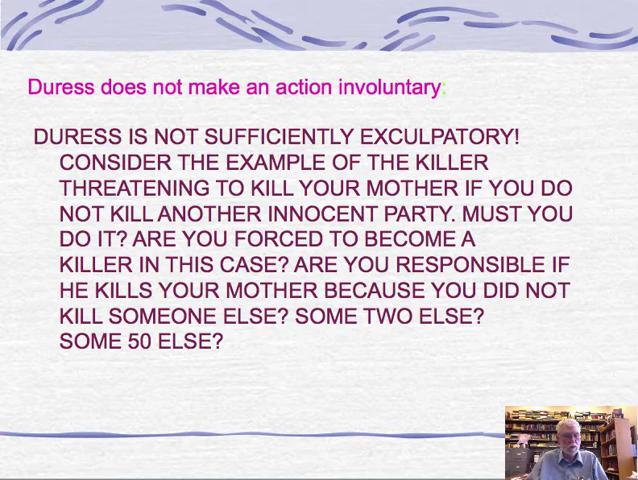 Duress does not make an action involuntary:
DURESS IS NOT SUFFICIENTLY EXCULPATORY!
CONSIDER THE EXAMPLE OF THE KILLER
THREATENING TO KILL YOUR MOTHER IF YOU DO
NOT KILL ANOTHER INNOCENT PARTY. MUST YOU
DO IT? ARE YOU FORCED TO BECOME A
KILLER IN THIS CASE? ARE YOU RESPONSIBLE IF
HE KILLS YOUR MOTHER BECAUSE YOU DID NOT
KILL SOMEONE ELSE? SOME TWO ELSE?
SOME 50 ELSE?